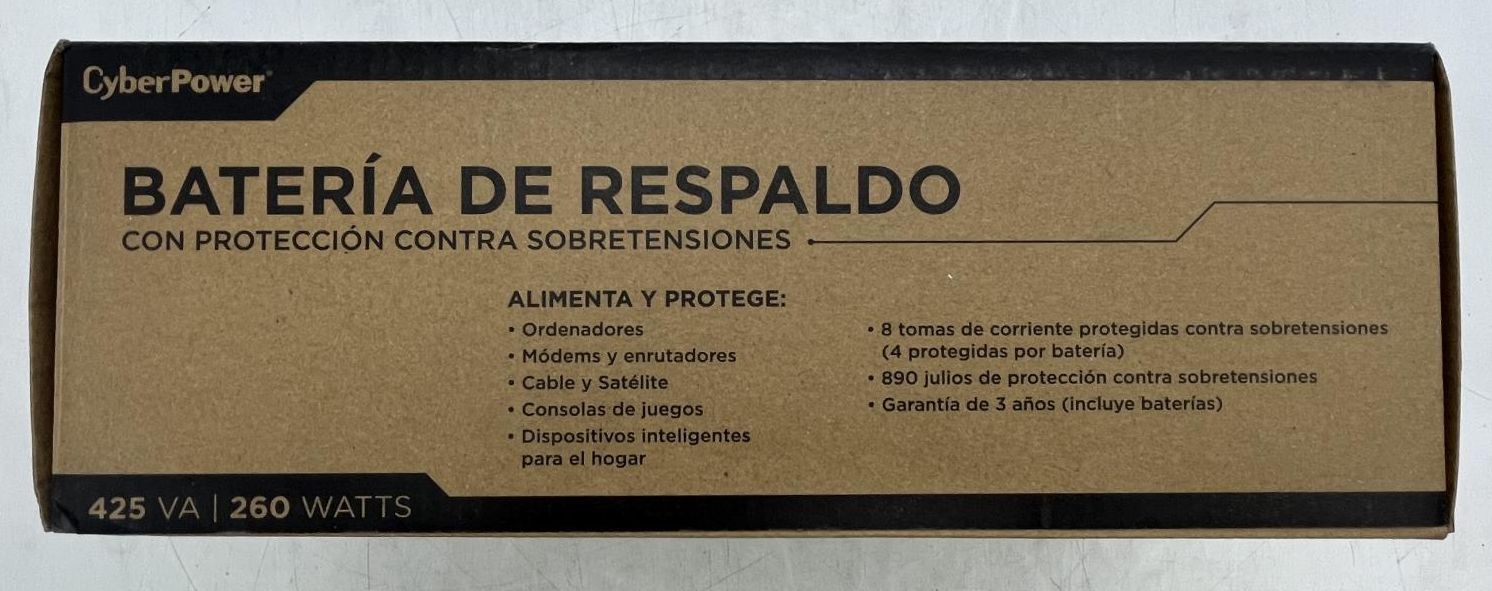 CyberPower
BATERÍA DE RESPALDO
CON PROTECCIÓN CONTRA SOBRETENSIONES
ALIMENTA Y PROTEGE:
• Ordenadores
• Módems y enrutadores
• Cable y Satélite
• Consolas de juegos
• Dispositivos inteligentes
para el hogar
• 8 tomas de corriente protegidas contra sobretensiones
(4 protegidas por batería)
• 890 julios de protección contra sobretensiones
• Garantía de 3 años (incluye baterías)
425 VA | 260 WATTS